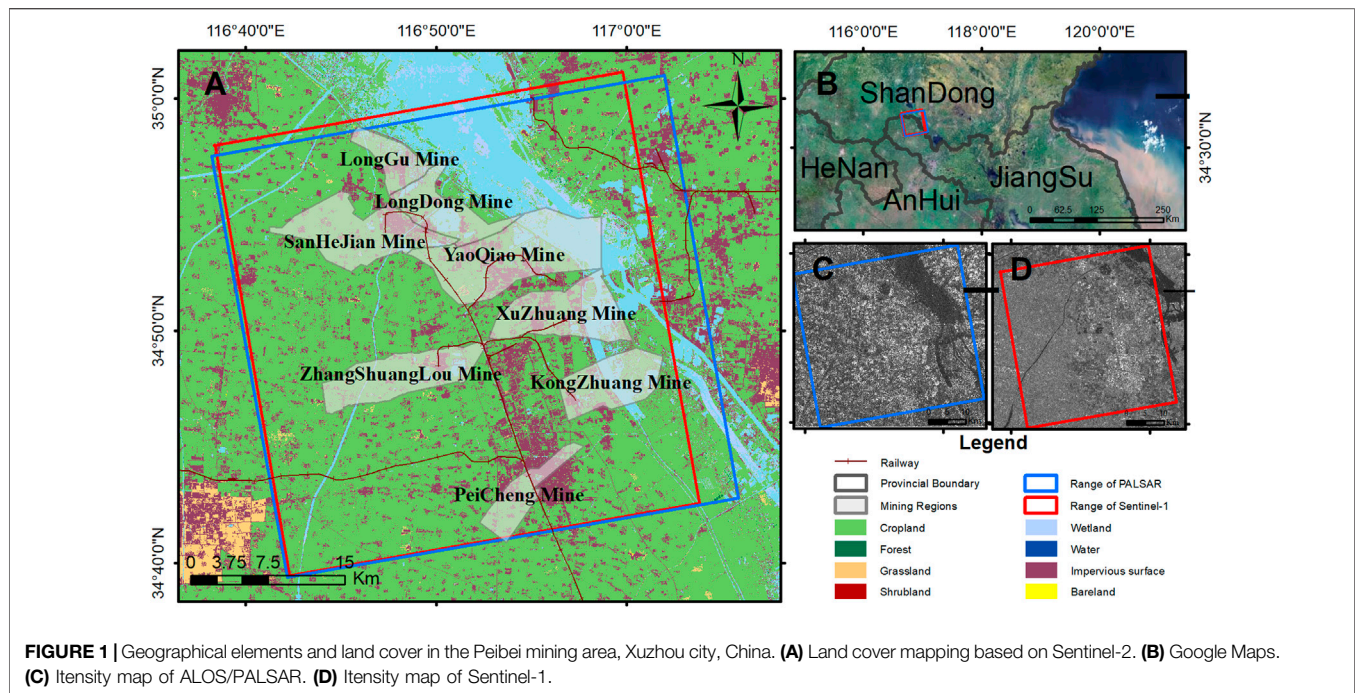 116°40'0"E
116°50'0"E
117°0'0"E
35°0'0"N
34°50'0"N
34°40'0"N
A
N
LongGu Mine
LongDong Mine
SanHeJian Mine
YaoQiao Mine
XuZhuang Mine
ZhangShuangLou Mine
KongZhuang Mine
PeiCheng Mine
0 3.75 7.5 15
Km
116°0'0"E
118°0'0"E
120°0'0"E
34°30'0"N
B
ShanDong
HeNan
AnHui
JiangSu
0 62.5 125 250
Km
C
D
Legend
Railway
Provincial Boundary
Mining Regions
Cropland
Forest
Grassland
Shrubland
Range of PALSAR
Range of Sentinel-1
Wetland
Water
Impervious surface
Bareland
FIGURE 1 | Geographical elements and land cover in the Peibei mining area, Xuzhou city, China. (A) Land cover mapping based on Sentinel-2. (B) Google Maps.
(C) Itensity map of ALOS/PALSAR. (D) Itensity map of Sentinel-1.